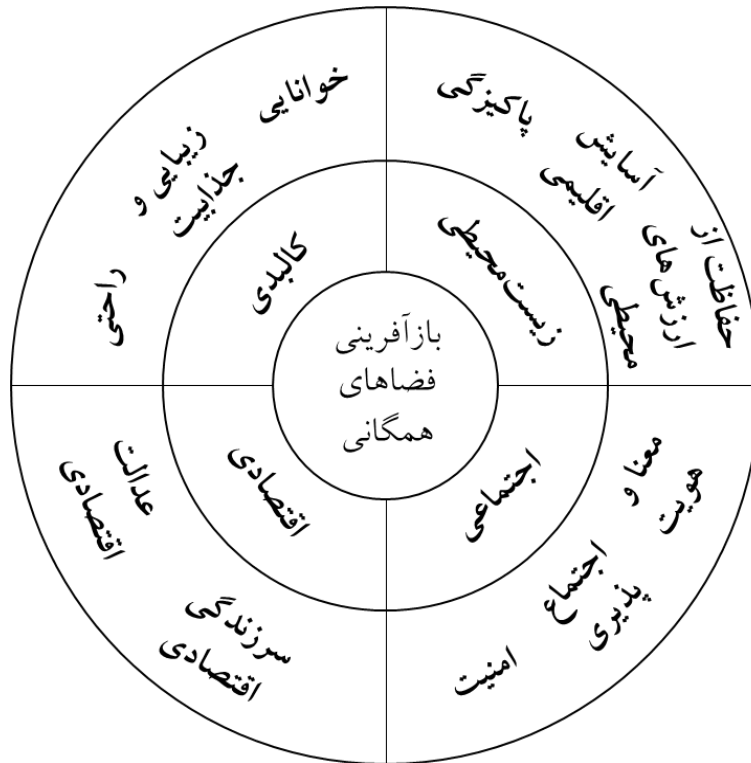 خوانایی
زیبایی و
جذابیت
راحتی
پاکیزگی
آسایش
اقلیمی
حفاظت از
ارزش‌های
محیطی
کالبدی
زیست‌محیطی
بازآفرینی
فضاهای
همگانی
اقتصادی
اجتماعی
عدالت
اقتصادی
سرزندگی
اقتصادی
معنا و
هویت
اجتماع
پذیری
امنیت